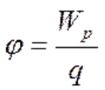 φ = W_p / q